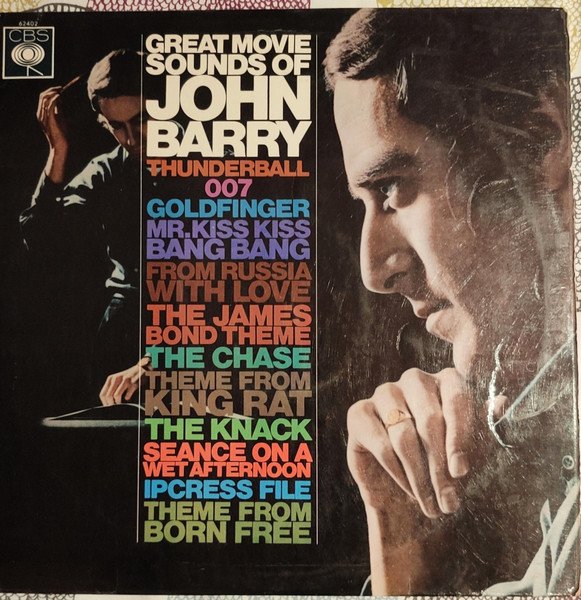 62402
CBS
GREAT MOVIE
SOUNDS OF
JOHN
BARRY
THUNDERBALL
007
GOLDFINGER
MR. KISS KISS
BANG BANG
FROM RUSSIA
WITH LOVE
THE JAMES
BOND THEME
THE CHASE
THEME FROM
KING RAT
THE KNACK
SEANCE ON A
WET AFTERNOON
IPCRESS FILE
THEME FROM
BORN FREE